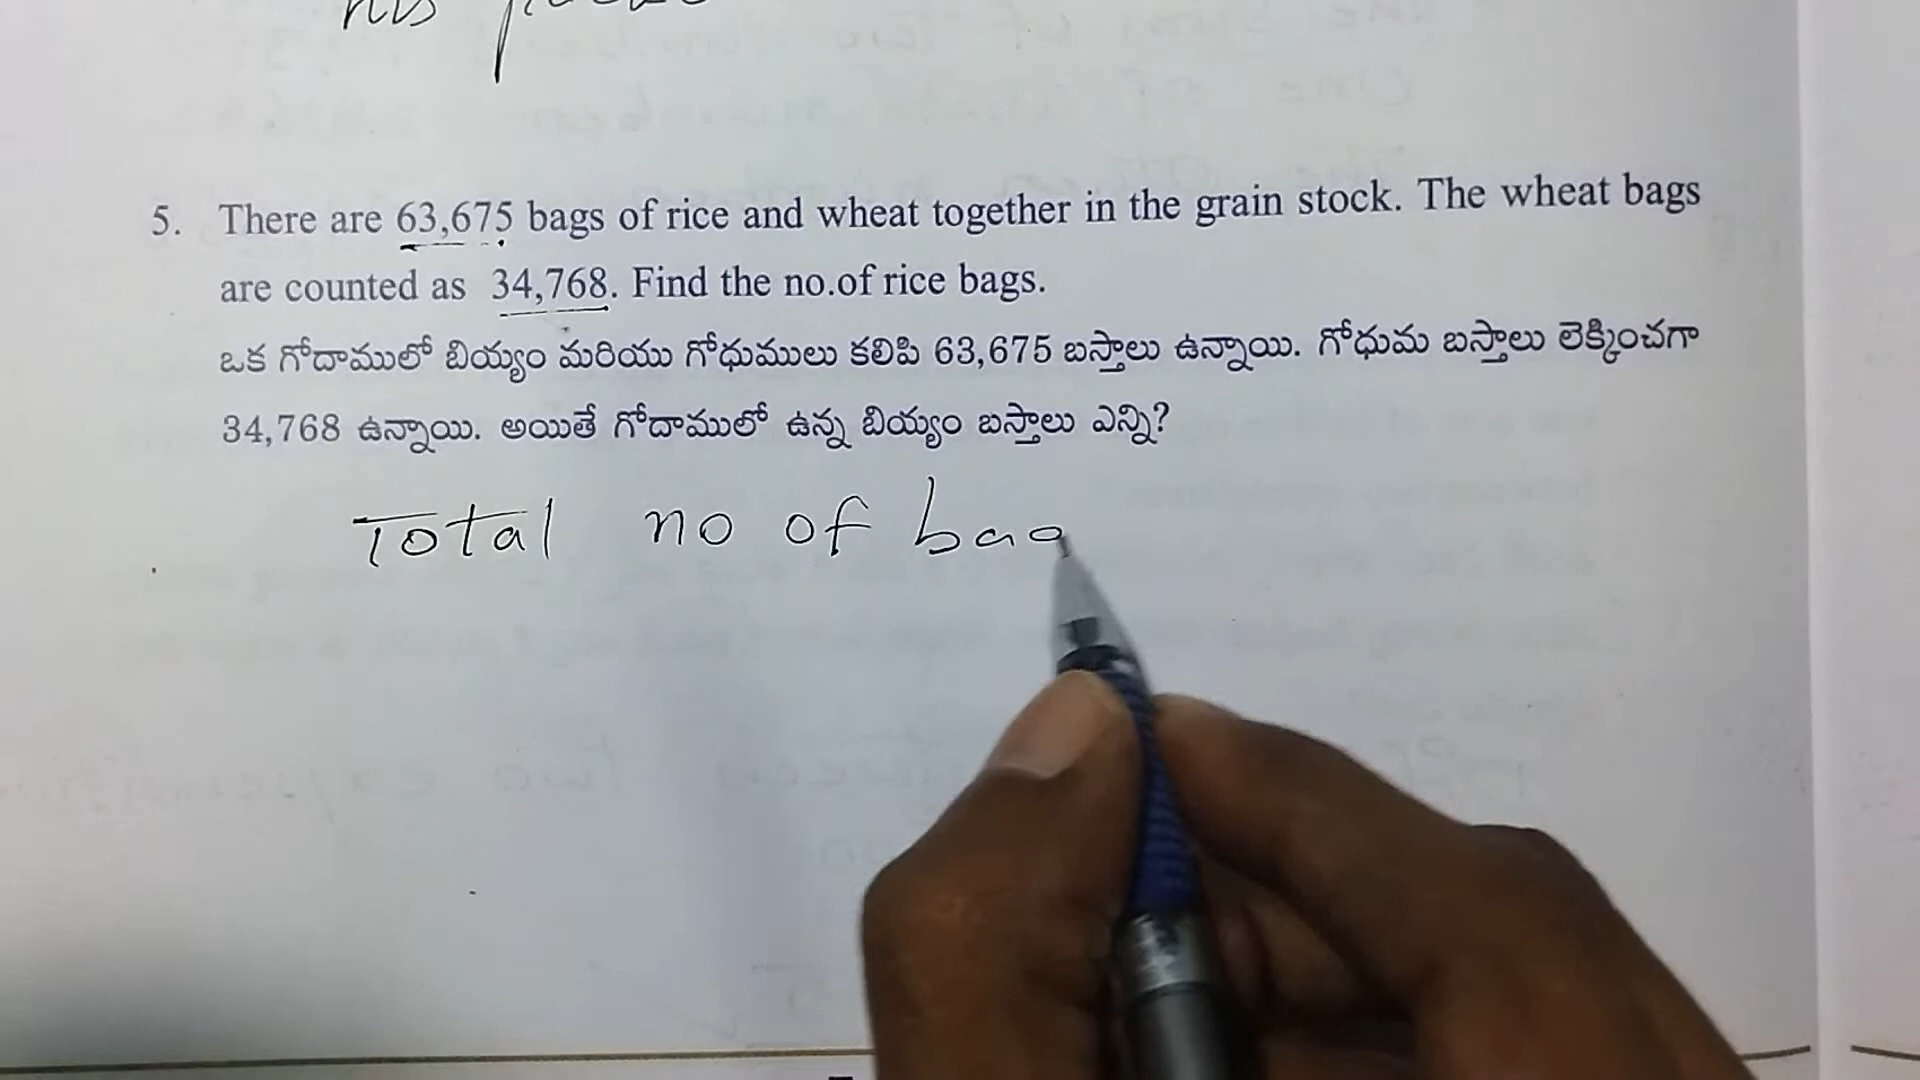 5. There are 63,675 bags of rice and wheat together in the grain stock. The wheat bags
are counted as 34,768. Find the no.of rice bags.
ఒక గోదాములో బియ్యం మరియు గోధుములు కలిపి 63,675 బస్తాలు ఉన్నాయి. గోధుమ బస్తాలు లెక్కించగా
34,768 ఉన్నాయి. అయితే గోదాములో ఉన్న బియ్యం బస్తాలు ఎన్ని?
Total no of